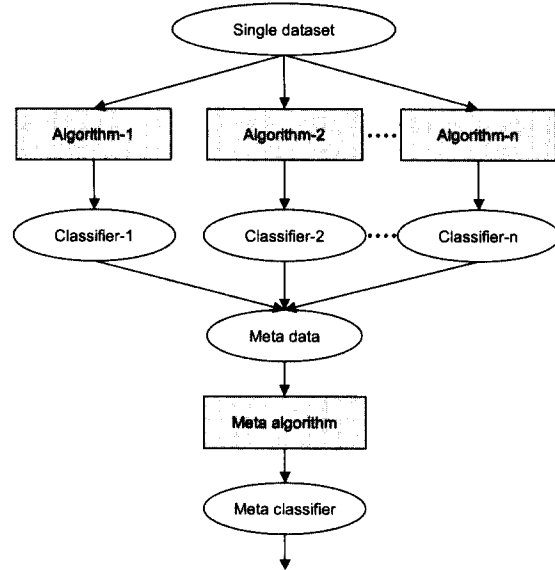 Single dataset
Algorithm-1
Algorithm-2
Algorithm-n
Classifier-1
Classifier-2
Classifier-n
Meta data
Meta algorithm
Meta classifier